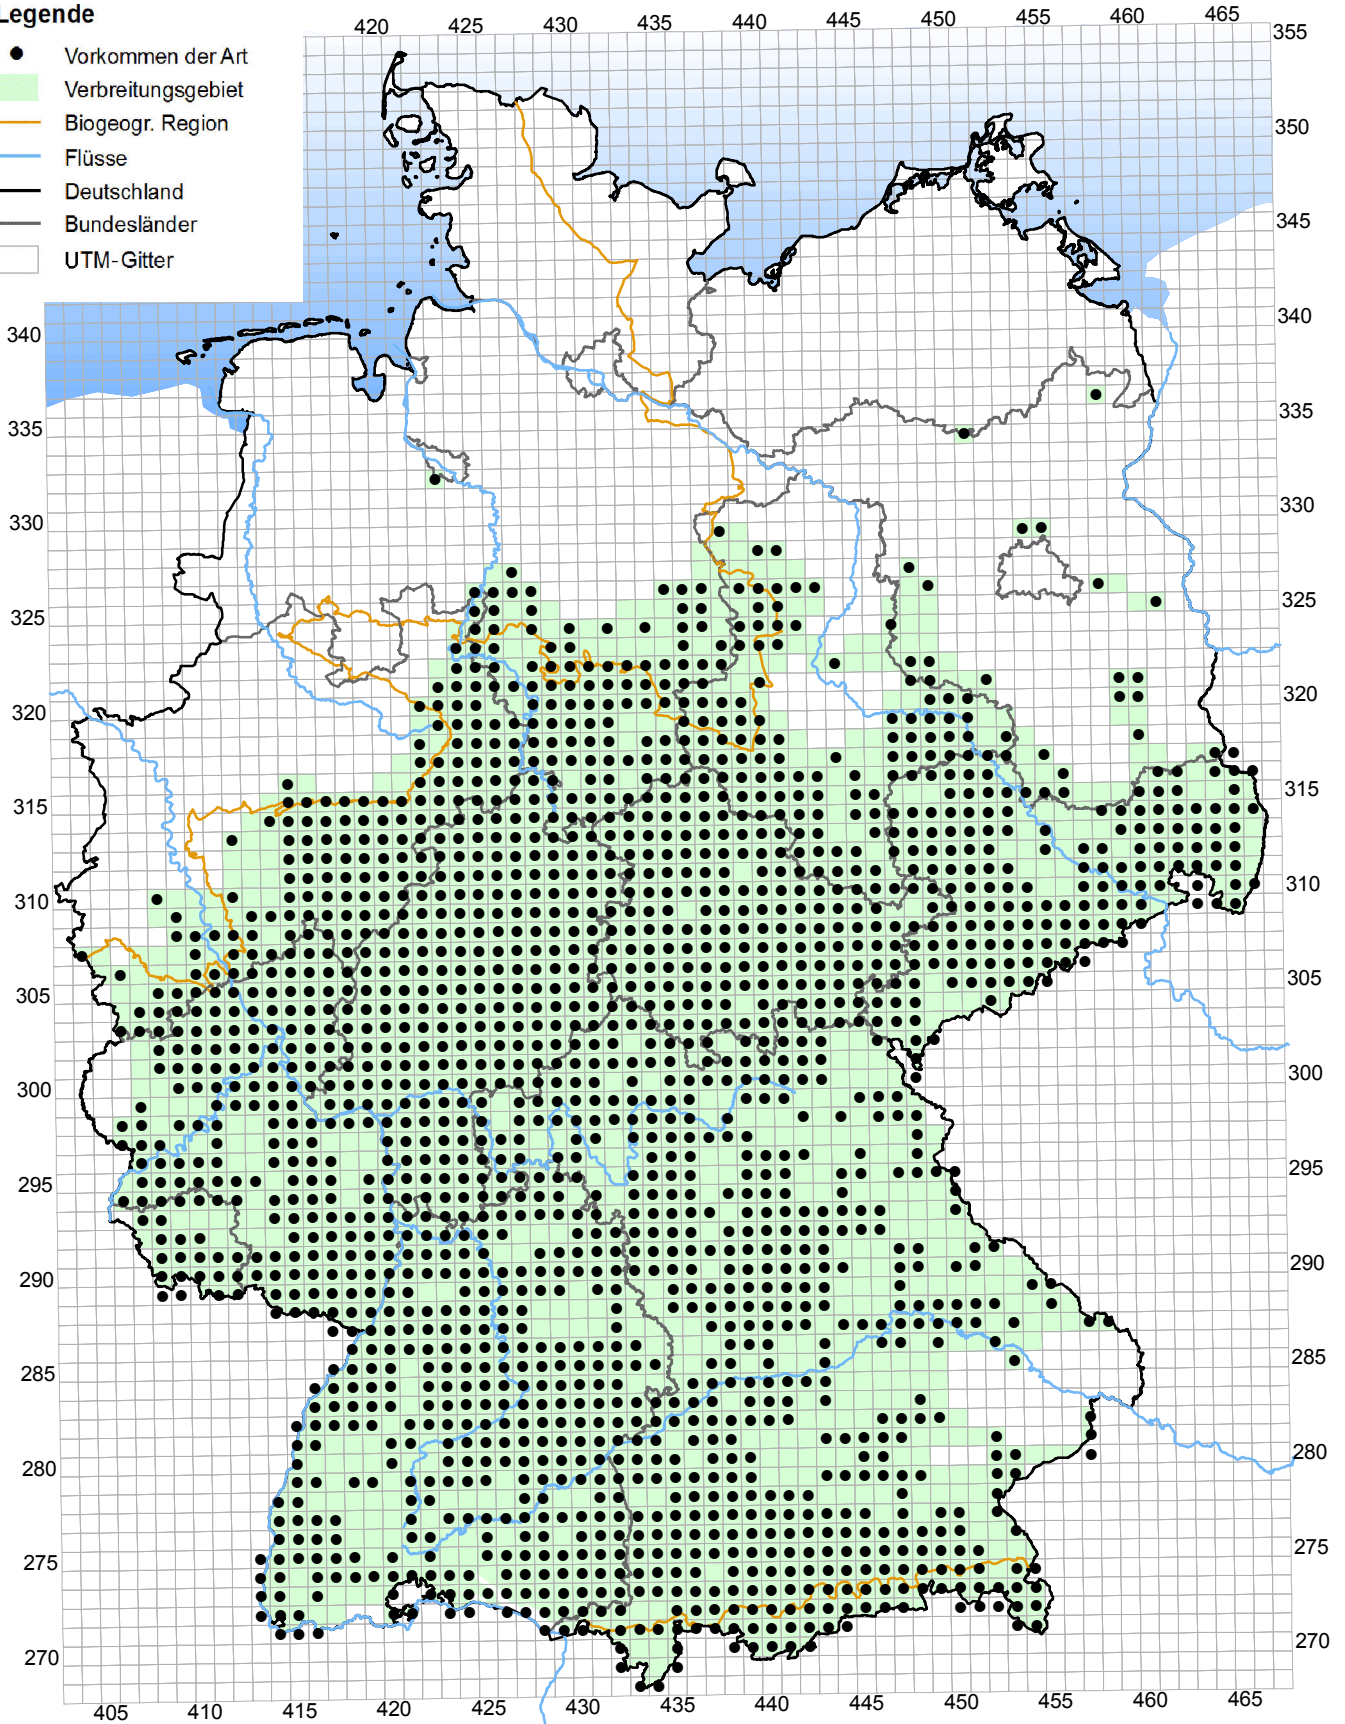 Legende
Vorkommen der Art
Verbreitungsgebiet
Biogeogr. Region
Flüsse
Deutschland
Bundesländer
UTM-Gitter
420 425 430 435 440 445 450 455 460 465
355
350
345
340 340
335 335
330 330
325 325
320 320
315 315
310 310
305 305
300 300
295 295
290 290
285 285
280 280
275 275
270 270
405 410 415 420 425 430 435 440 445 450 455 460 465